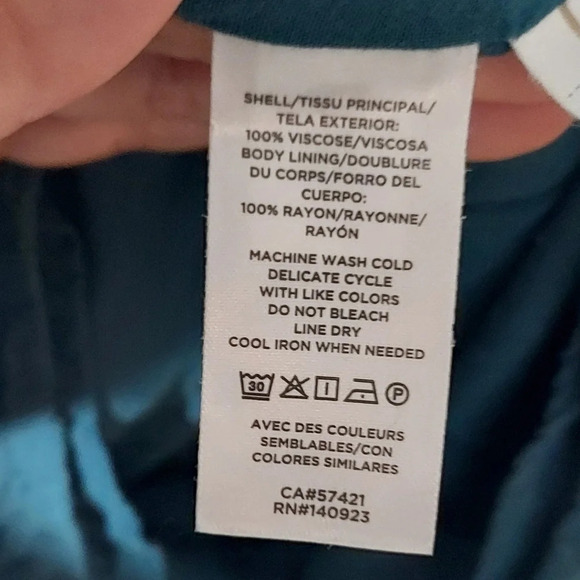 SHELL/TISSU PRINCIPAL/
TELA EXTERIOR:
100% VISCOSE/VISCOSA
BODY LINING/DOUBLURE
DU CORPS/FORRO DEL
CUERPO:
100% RAYON/RAYONNE/
RAYÓN
MACHINE WASH COLD
DELICATE CYCLE
WITH LIKE COLORS
DO NOT BLEACH
LINE DRY
COOL IRON WHEN NEEDED
30 P
AVEC DES COULEURS
SEMBLABLES/CON
COLORES SIMILARES
CA#57421
RN#140923